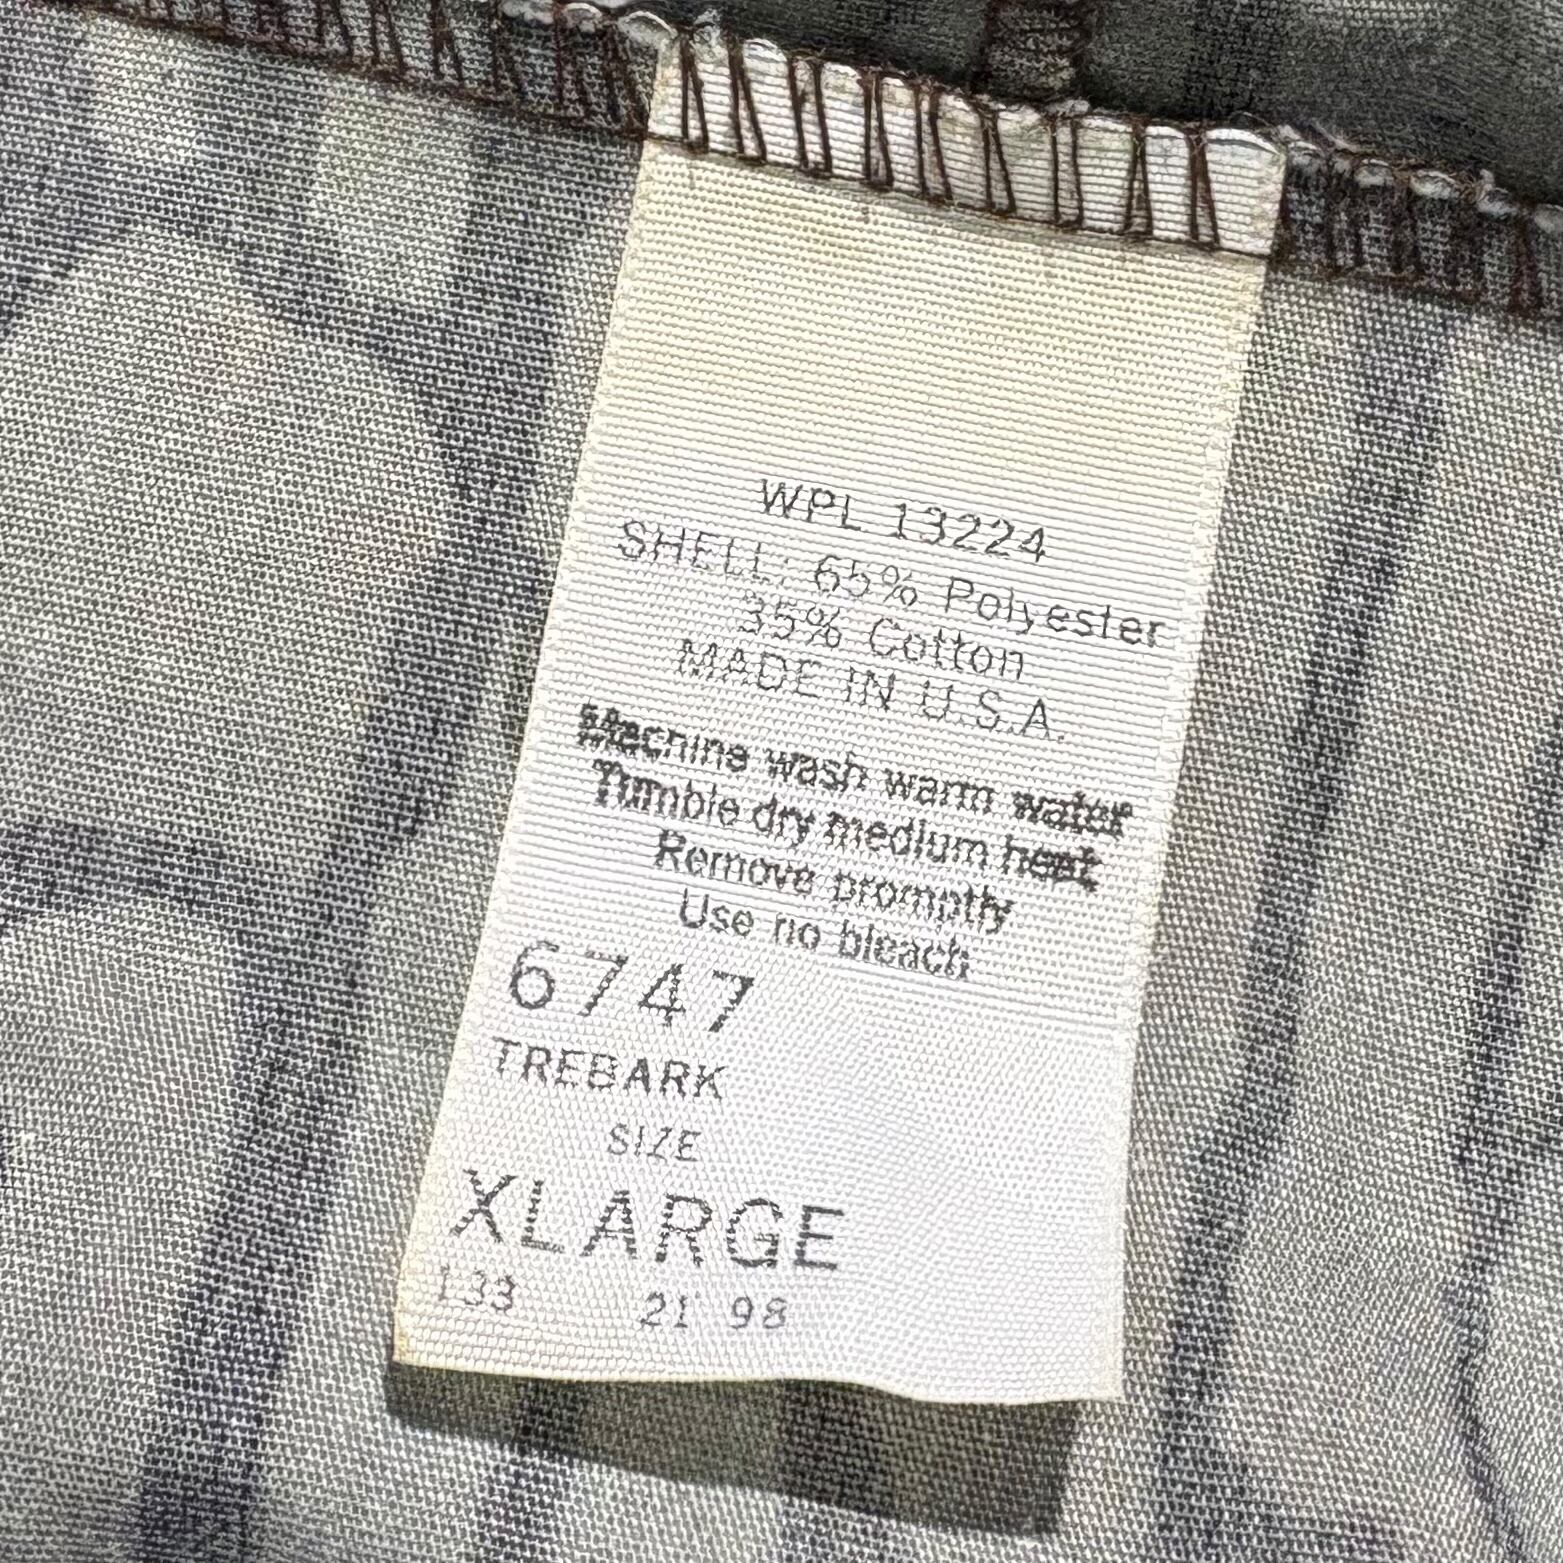 WPL 13224
SHELL: 65% Polyester
35% Cotton
MADE IN U.S.A.
Machine wash warm water
Tumble dry medium heat
Remove promptly
Use no bleach
6747
TREBARK
SIZE
XLARGE
133 21 98